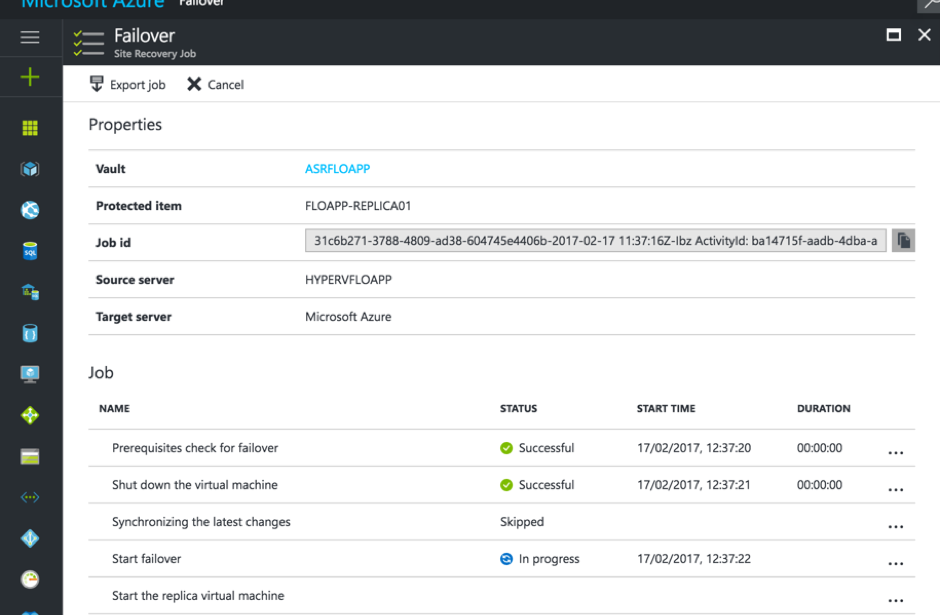 Microsoft Azure Failover
Failover
Site Recovery Job
Export job Cancel
Properties
Vault ASRFLOAPP
Protected item FLOAPP-REPLICA01
Job id 31c6b271-3788-4809-ad38-604745e4406b-2017-02-17 11:37:16Z-Ibz ActivityId: ba14715f-aadb-4dba-a
Source server HYPERVFLOAPP
Target server Microsoft Azure
Job
NAME STATUS START TIME DURATION
Prerequisites check for failover Successful 17/02/2017, 12:37:20 00:00:00 ...
Shut down the virtual machine Successful 17/02/2017, 12:37:21 00:00:00 ...
Synchronizing the latest changes Skipped ...
Start failover In progress 17/02/2017, 12:37:22 ...
Start the replica virtual machine ...
SQL